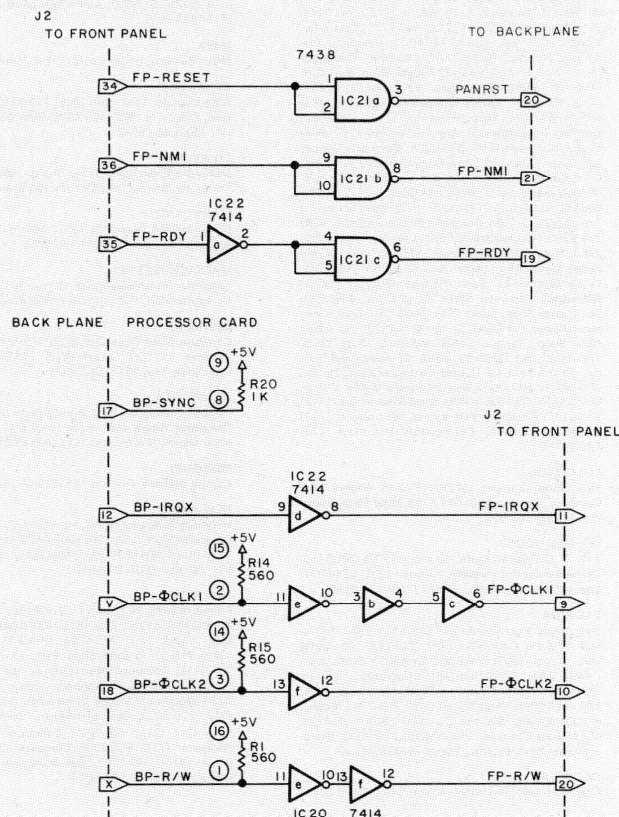 J2
TO FRONT PANEL
TO BACKPLANE
7438
34 FP-RESET 1 2 IC21a 3 PANRST 20
36 FP-NMI 9 10 IC21b 8 FP-NMI 21
IC22
7414
35 FP-RDY 1 a 2 4 5 IC21c 6 FP-RDY 19
BACK PLANE PROCESSOR CARD
9 +5V
R20
1K
17 BP-SYNC 8
J2
TO FRONT PANEL
IC22
7414
12 BP-IRQX 9 d 8 FP-IRQX 11
15 +5V
R14
560
V BP-ΦCLK1 2 11 e 10 3 b 4 5 c 6 FP-ΦCLK1 9
14 +5V
R15
560
18 BP-ΦCLK2 3 13 f 12 FP-ΦCLK2 10
16 +5V
R1
560
X BP-R/W 1 11 e 10 13 f 12 FP-R/W 20
IC20 7414